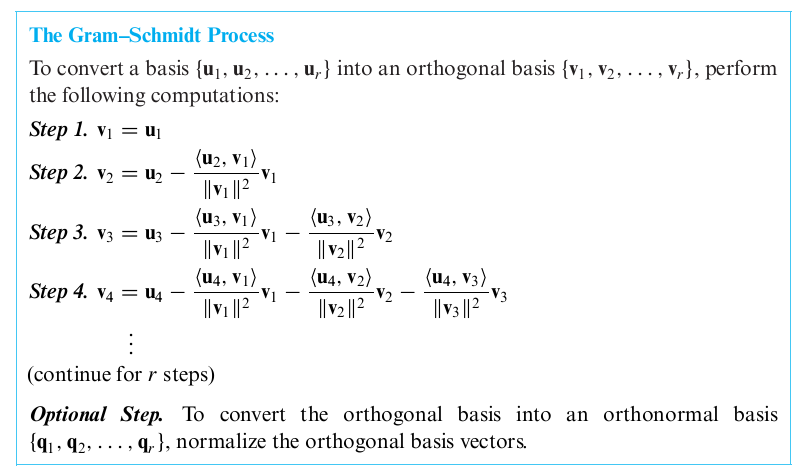 The Gram–Schmidt Process
To convert a basis {u₁, u₂, . . . , uᵣ} into an orthogonal basis {v₁, v₂, . . . , vᵣ}, perform
the following computations:
Step 1. v₁ = u₁
Step 2. v₂ = u₂ − ⟨u₂, v₁⟩/‖v₁‖² v₁
Step 3. v₃ = u₃ − ⟨u₃, v₁⟩/‖v₁‖² v₁ − ⟨u₃, v₂⟩/‖v₂‖² v₂
Step 4. v₄ = u₄ − ⟨u₄, v₁⟩/‖v₁‖² v₁ − ⟨u₄, v₂⟩/‖v₂‖² v₂ − ⟨u₄, v₃⟩/‖v₃‖² v₃
⋮
(continue for r steps)
Optional Step. To convert the orthogonal basis into an orthonormal basis
{q₁, q₂, . . . , qᵣ}, normalize the orthogonal basis vectors.